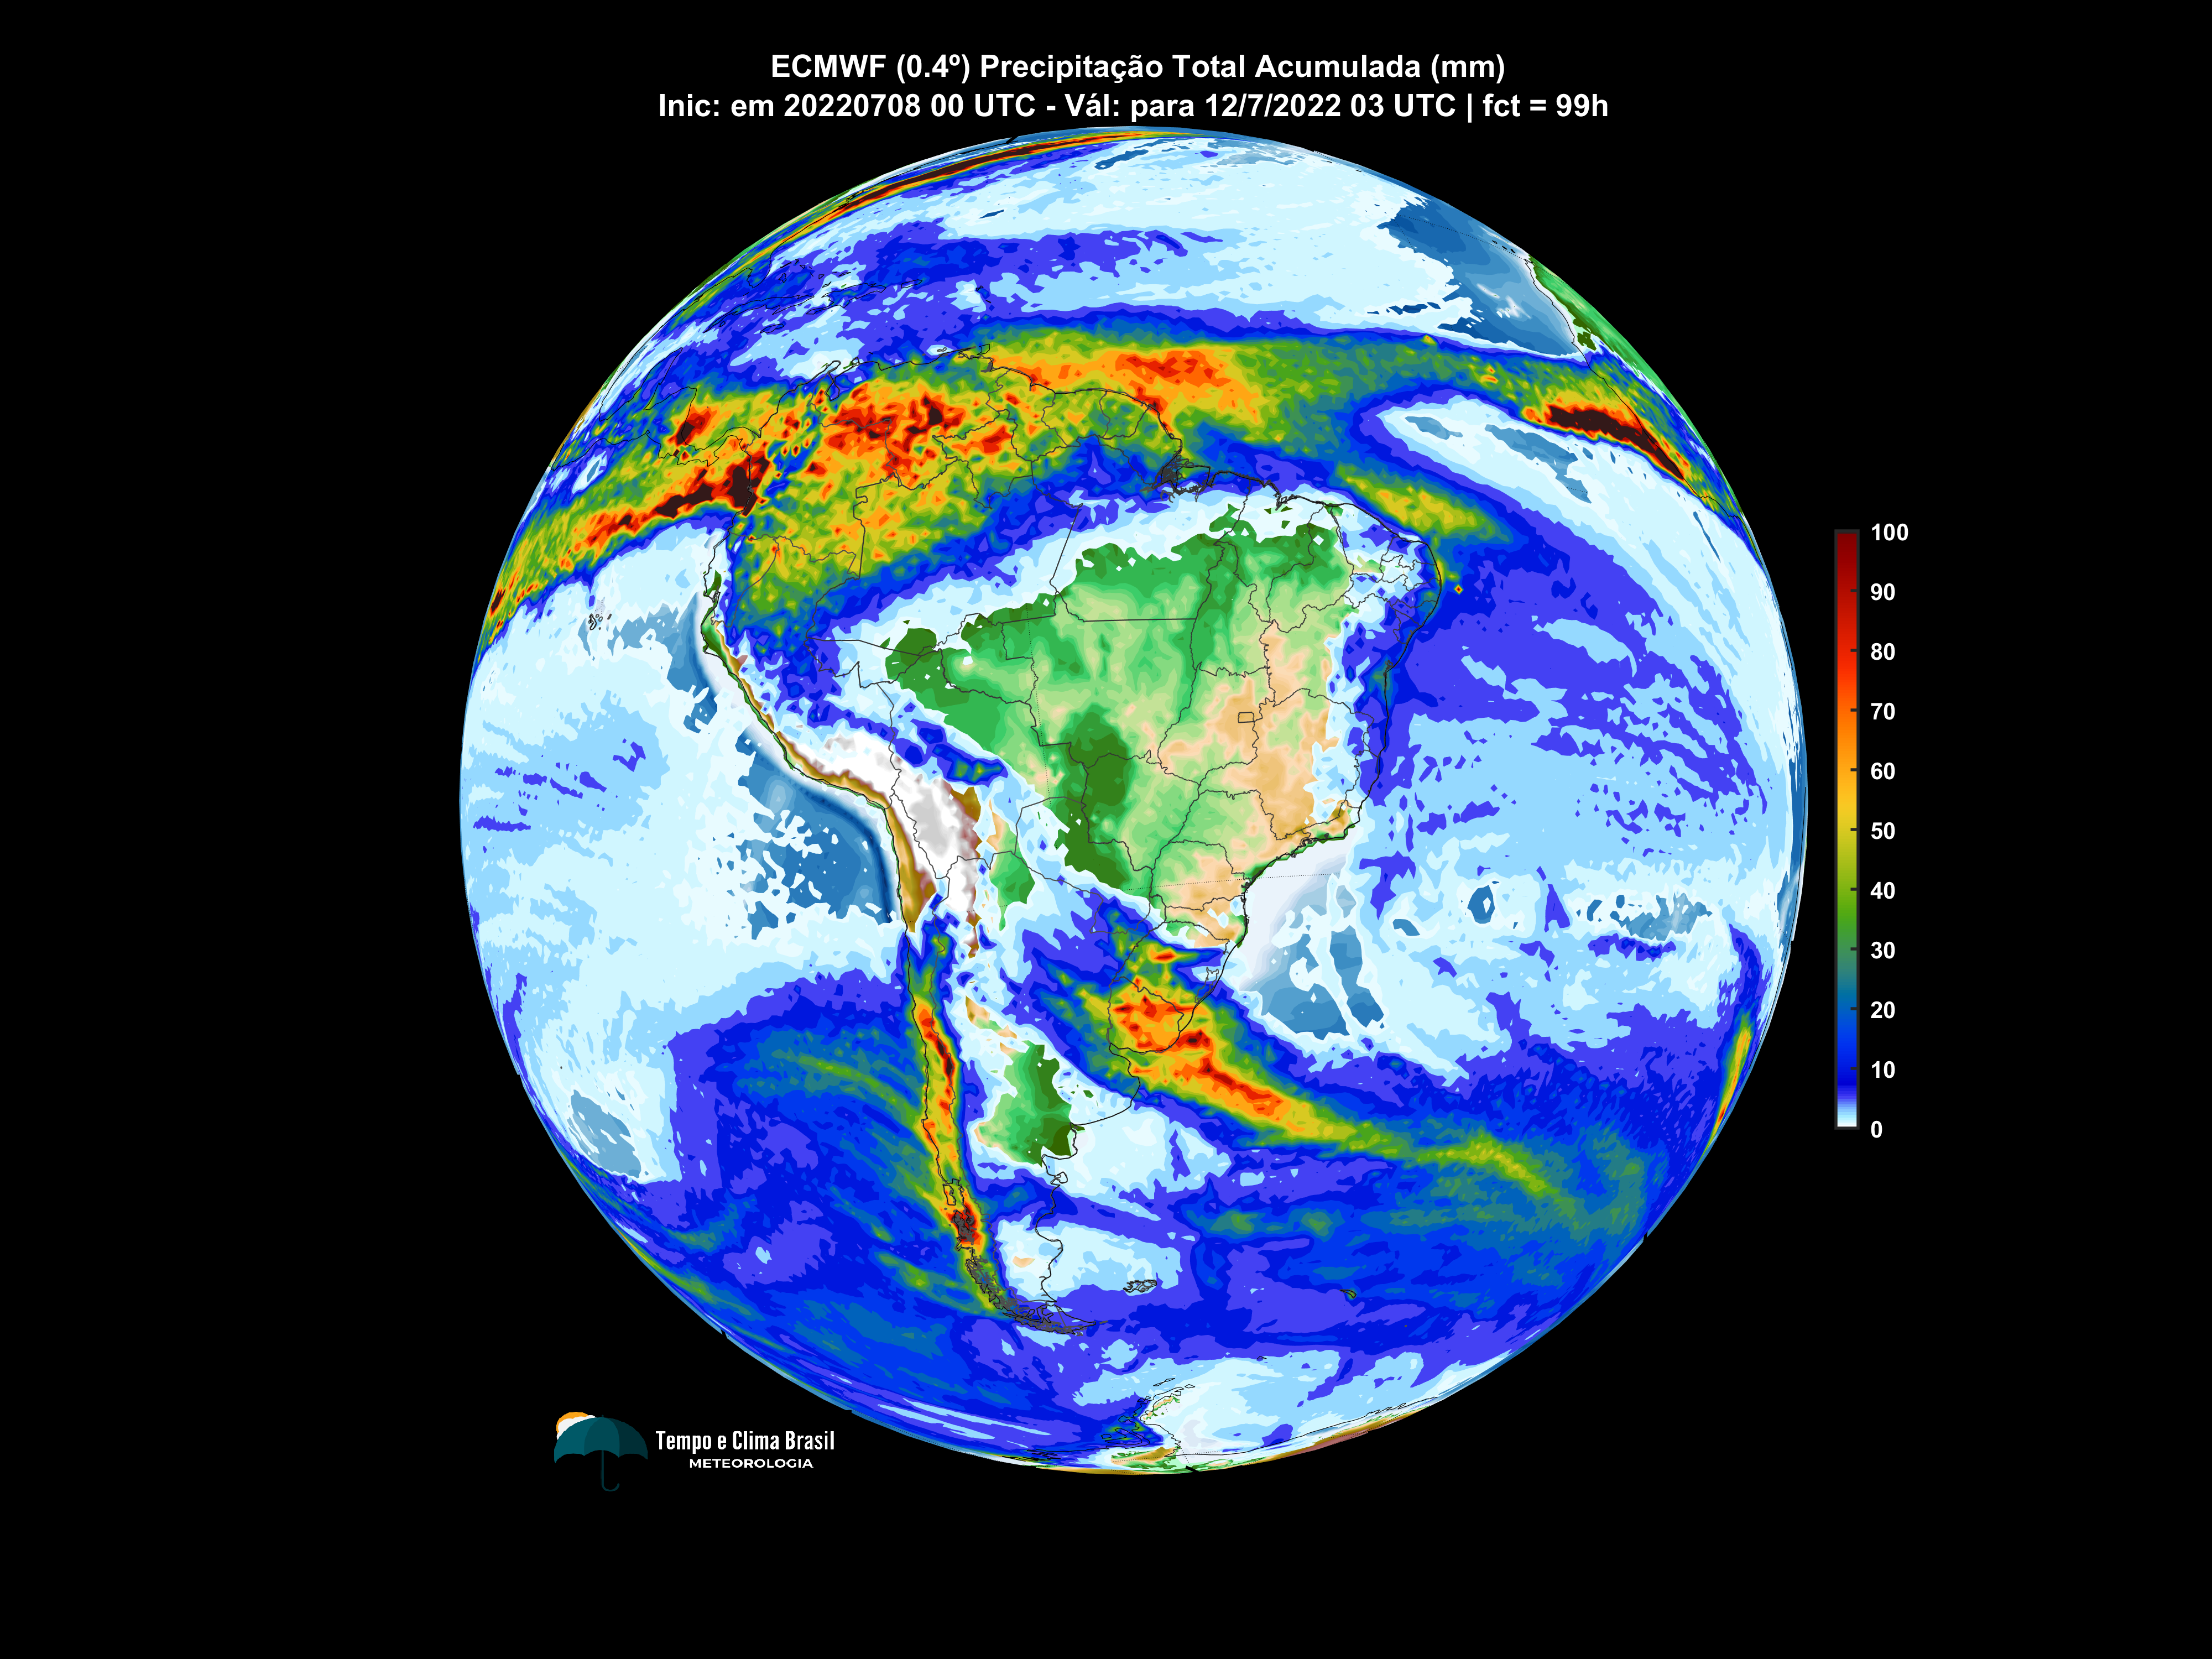 ECMWF (0.4º) Precipitação Total Acumulada (mm)
Inic: em 20220708 00 UTC - Vál: para 12/7/2022 03 UTC | fct = 99h
100
90
80
70
60
50
40
30
20
10
0
Tempo e Clima Brasil
METEOROLOGIA